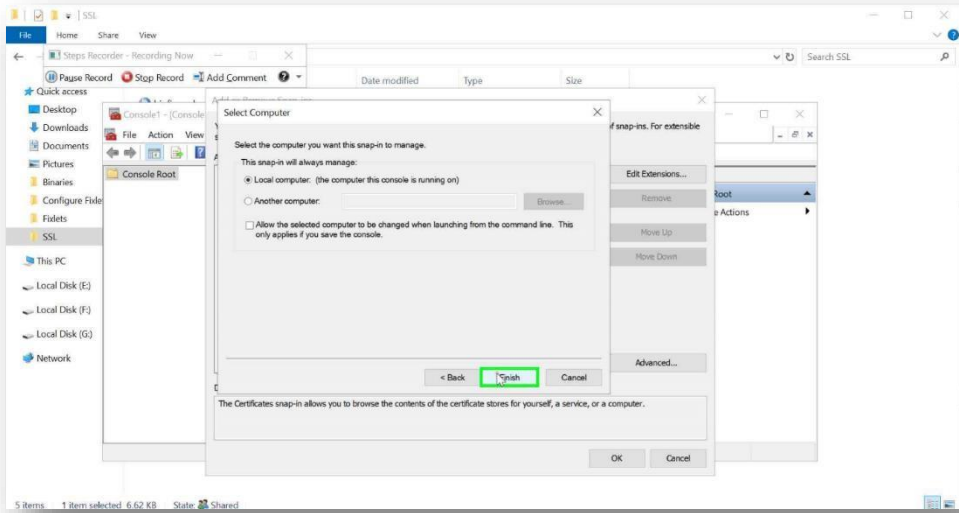 SSL
File Home Share View
Steps Recorder - Recording Now
Search SSL
Pause Record Stop Record Add Comment
Date modified Type Size
Quick access
Desktop
Downloads
Documents
Pictures
Binaries
Configure Fixle
Fixlets
SSL
This PC
Local Disk (E:)
Local Disk (F:)
Local Disk (G:)
Network
Console1 - [Console
File Action View
Console Root
Select Computer
Select the computer you want this snap-in to manage.
This snap-in will always manage:
Local computer: (the computer this console is running on)
Another computer:
Browse...
Allow the selected computer to be changed when launching from the command line. This
only applies if you save the console.
< Back Finish Cancel
of snap-ins. For extensible
Edit Extensions...
Remove
Move Up
Move Down
Advanced...
Root
e Actions
The Certificates snap-in allows you to browse the contents of the certificate stores for yourself, a service, or a computer.
OK Cancel
5 items 1 item selected 6.62 KB State: Shared